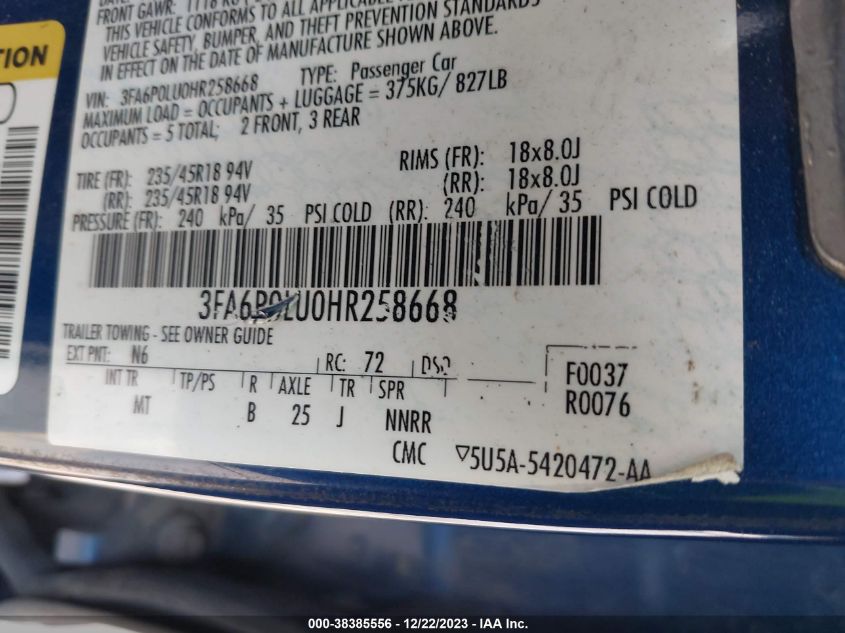 FRONT GAWR: 1118 KG
THIS VEHICLE CONFORMS TO ALL APPLICABLE
VEHICLE SAFETY, BUMPER, AND THEFT PREVENTION STANDARDS
IN EFFECT ON THE DATE OF MANUFACTURE SHOWN ABOVE.
VIN: 3FA6P0LU0HR258668 TYPE: Passenger Car
MAXIMUM LOAD = OCCUPANTS + LUGGAGE = 375KG/ 827LB
OCCUPANTS = 5 TOTAL; 2 FRONT, 3 REAR
TIRE (FR): 235/45R18 94V RIMS (FR): 18x8.0J
(RR): 235/45R18 94V (RR): 18x8.0J
PRESSURE (FR): 240 kPa/ 35 PSI COLD (RR): 240 kPa/ 35 PSI COLD
3FA6P0LU0HR258668
TRAILER TOWING - SEE OWNER GUIDE
EXT PNT: N6 RC: 72 DSO
INT TR TP/PS R AXLE TR SPR F0037
MT B 25 J NNRR R0076
CMC ▽5U5A-5420472-AA
000-38385556 - 12/22/2023 - IAA Inc.